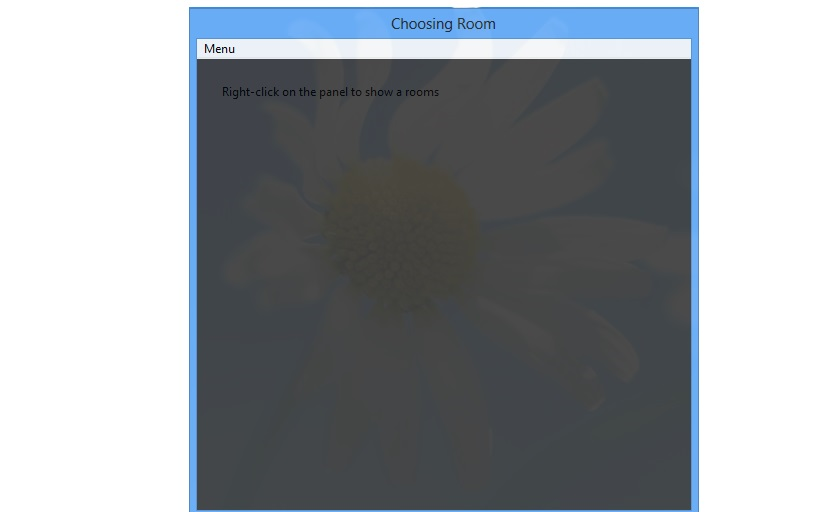 Choosing Room
Menu
Right-click on the panel to show a rooms